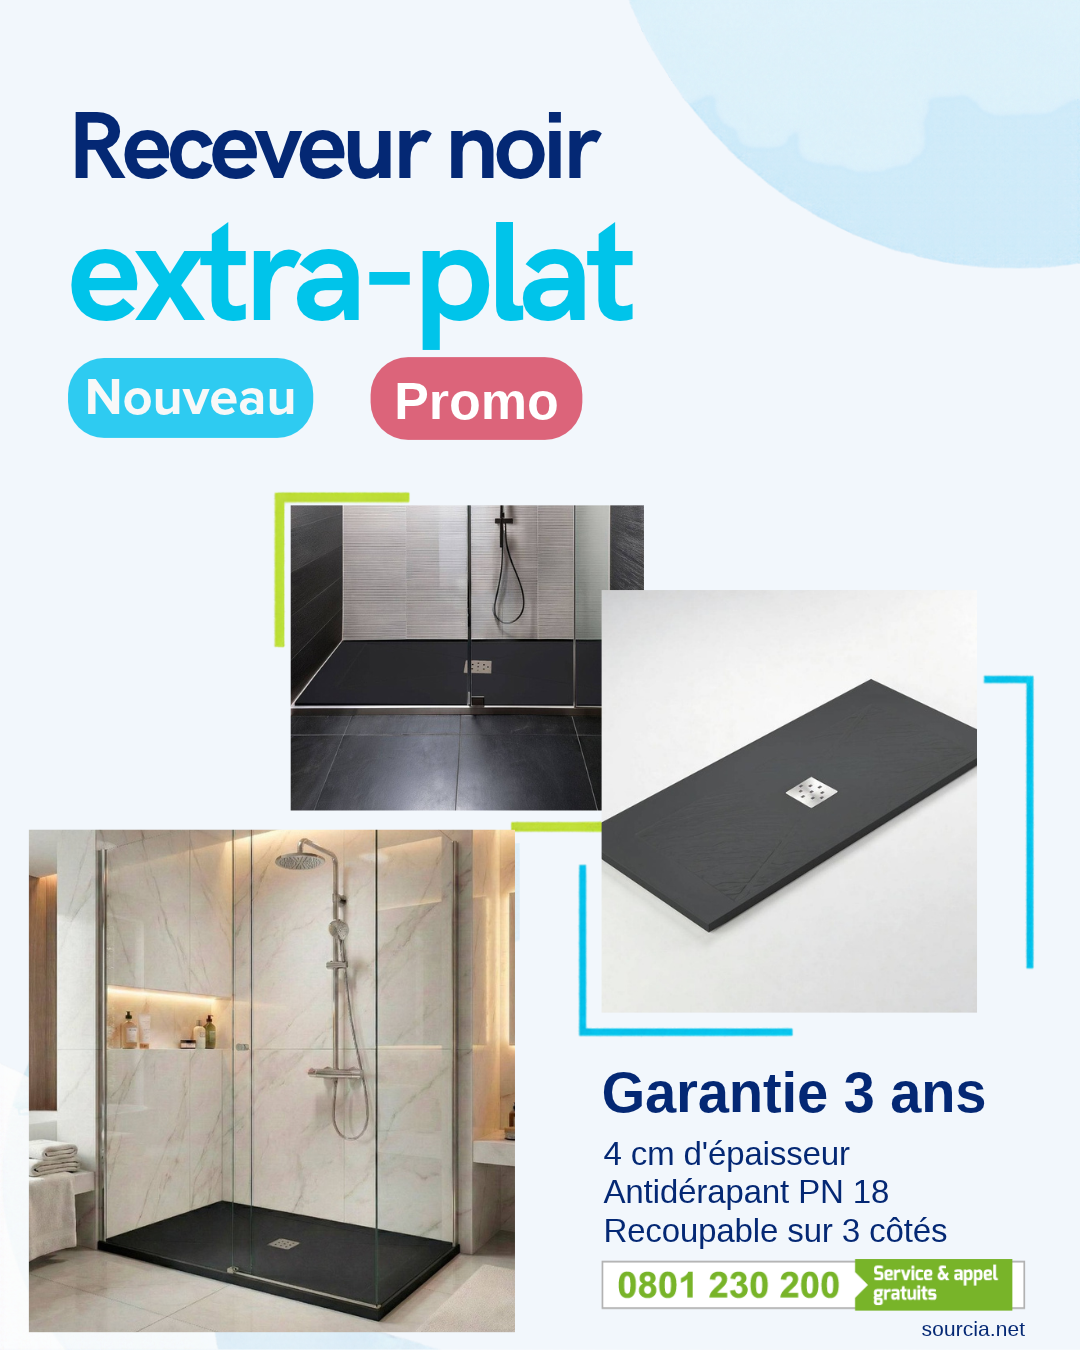 Receveur noir
extra-plat
Nouveau
Promo
Garantie 3 ans
4 cm d'épaisseur
Antidérapant PN 18
Recoupable sur 3 côtés
0801 230 200
Service & appel
gratuits
sourcia.net